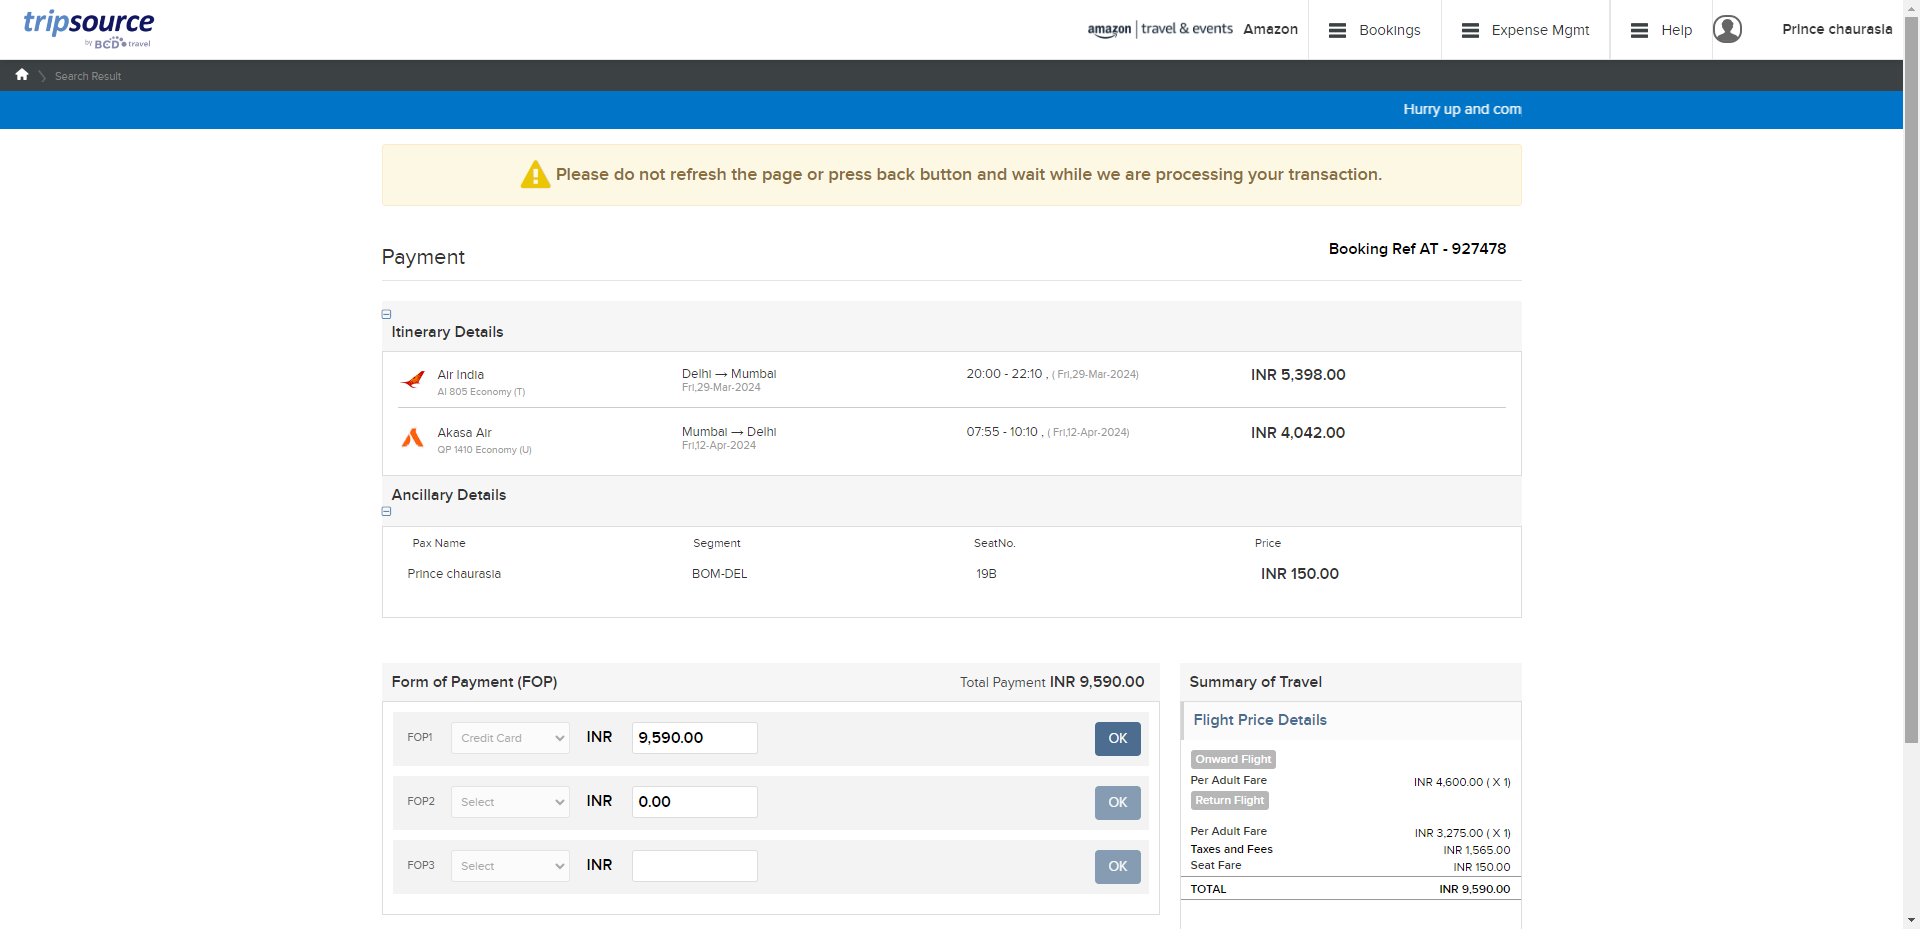 tripsource
by BCD travel
amazon | travel & events Amazon
Bookings
Expense Mgmt
Help
Prince chaurasia
Search Result
Hurry up and com
Please do not refresh the page or press back button and wait while we are processing your transaction.
Payment
Booking Ref AT - 927478
Itinerary Details
Air India
AI 805 Economy (T)
Delhi → Mumbai
Fri,29-Mar-2024
20:00 - 22:10 , ( Fri,29-Mar-2024)
INR 5,398.00
Akasa Air
QP 1410 Economy (U)
Mumbai → Delhi
Fri,12-Apr-2024
07:55 - 10:10 , ( Fri,12-Apr-2024)
INR 4,042.00
Ancillary Details
Pax Name Segment SeatNo. Price
Prince chaurasia BOM-DEL 19B INR 150.00
Form of Payment (FOP) Total Payment INR 9,590.00
FOP1 Credit Card INR 9,590.00 OK
FOP2 Select INR 0.00 OK
FOP3 Select INR OK
Summary of Travel
Flight Price Details
Onward Flight
Per Adult Fare INR 4,600.00 ( X 1)
Return Flight
Per Adult Fare INR 3,275.00 ( X 1)
Taxes and Fees INR 1,565.00
Seat Fare INR 150.00
TOTAL INR 9,590.00